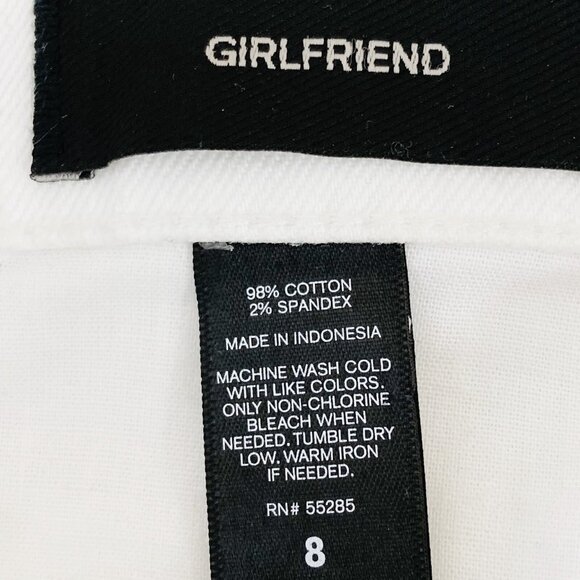 GIRLFRIEND
98% COTTON
2% SPANDEX
MADE IN INDONESIA
MACHINE WASH COLD
WITH LIKE COLORS.
ONLY NON-CHLORINE
BLEACH WHEN
NEEDED. TUMBLE DRY
LOW. WARM IRON
IF NEEDED.
RN# 55285
8